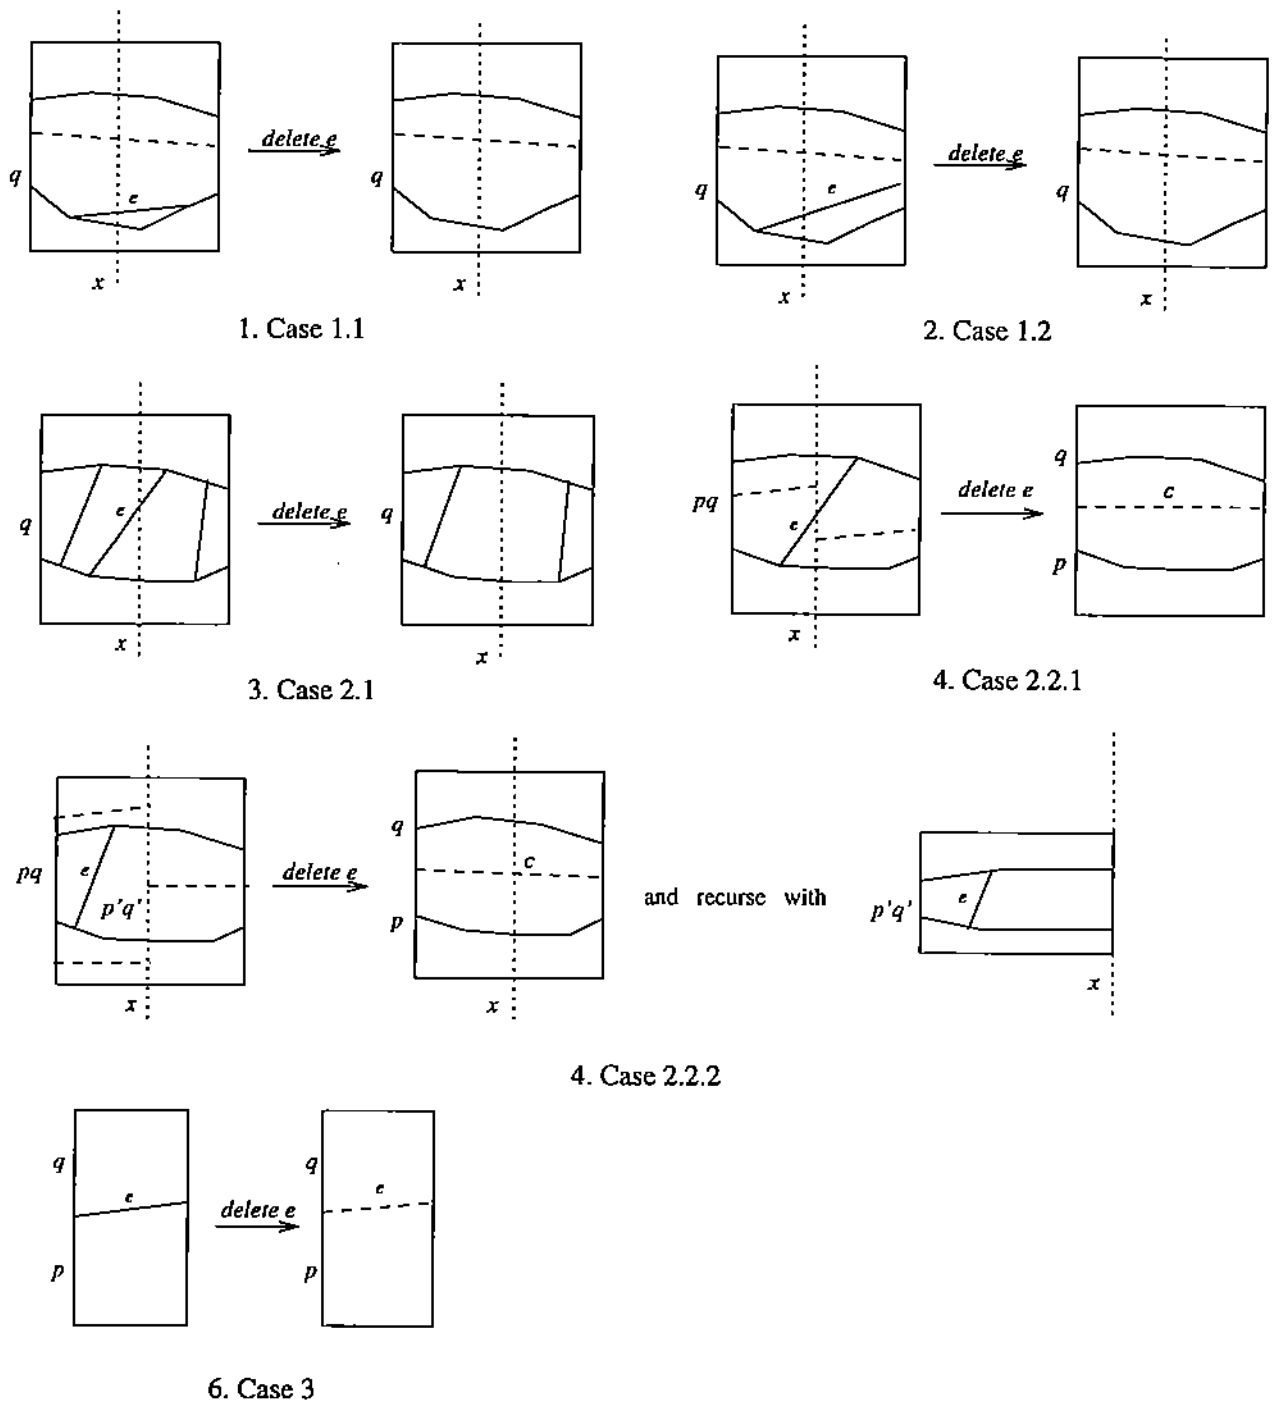 delete e
delete e
q
q
q
q
e
e
x
x
x
x
1. Case 1.1
2. Case 1.2
q
e
delete e
q
pq
e
delete e
q
c
p
x
x
x
3. Case 2.1
4. Case 2.2.1
pq
e
p'q'
delete e
q
c
p
and recurse with
p'q'
e
x
x
x
4. Case 2.2.2
q
e
p
delete e
q
e
p
6. Case 3